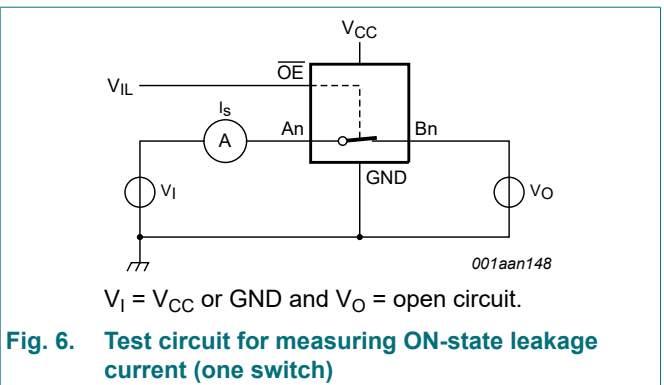 VCC
OE
VIL
IS
An
Bn
A
GND
VI
VO
001aan148
VI = VCC or GND and VO = open circuit.
Fig. 6. Test circuit for measuring ON-state leakage
current (one switch)